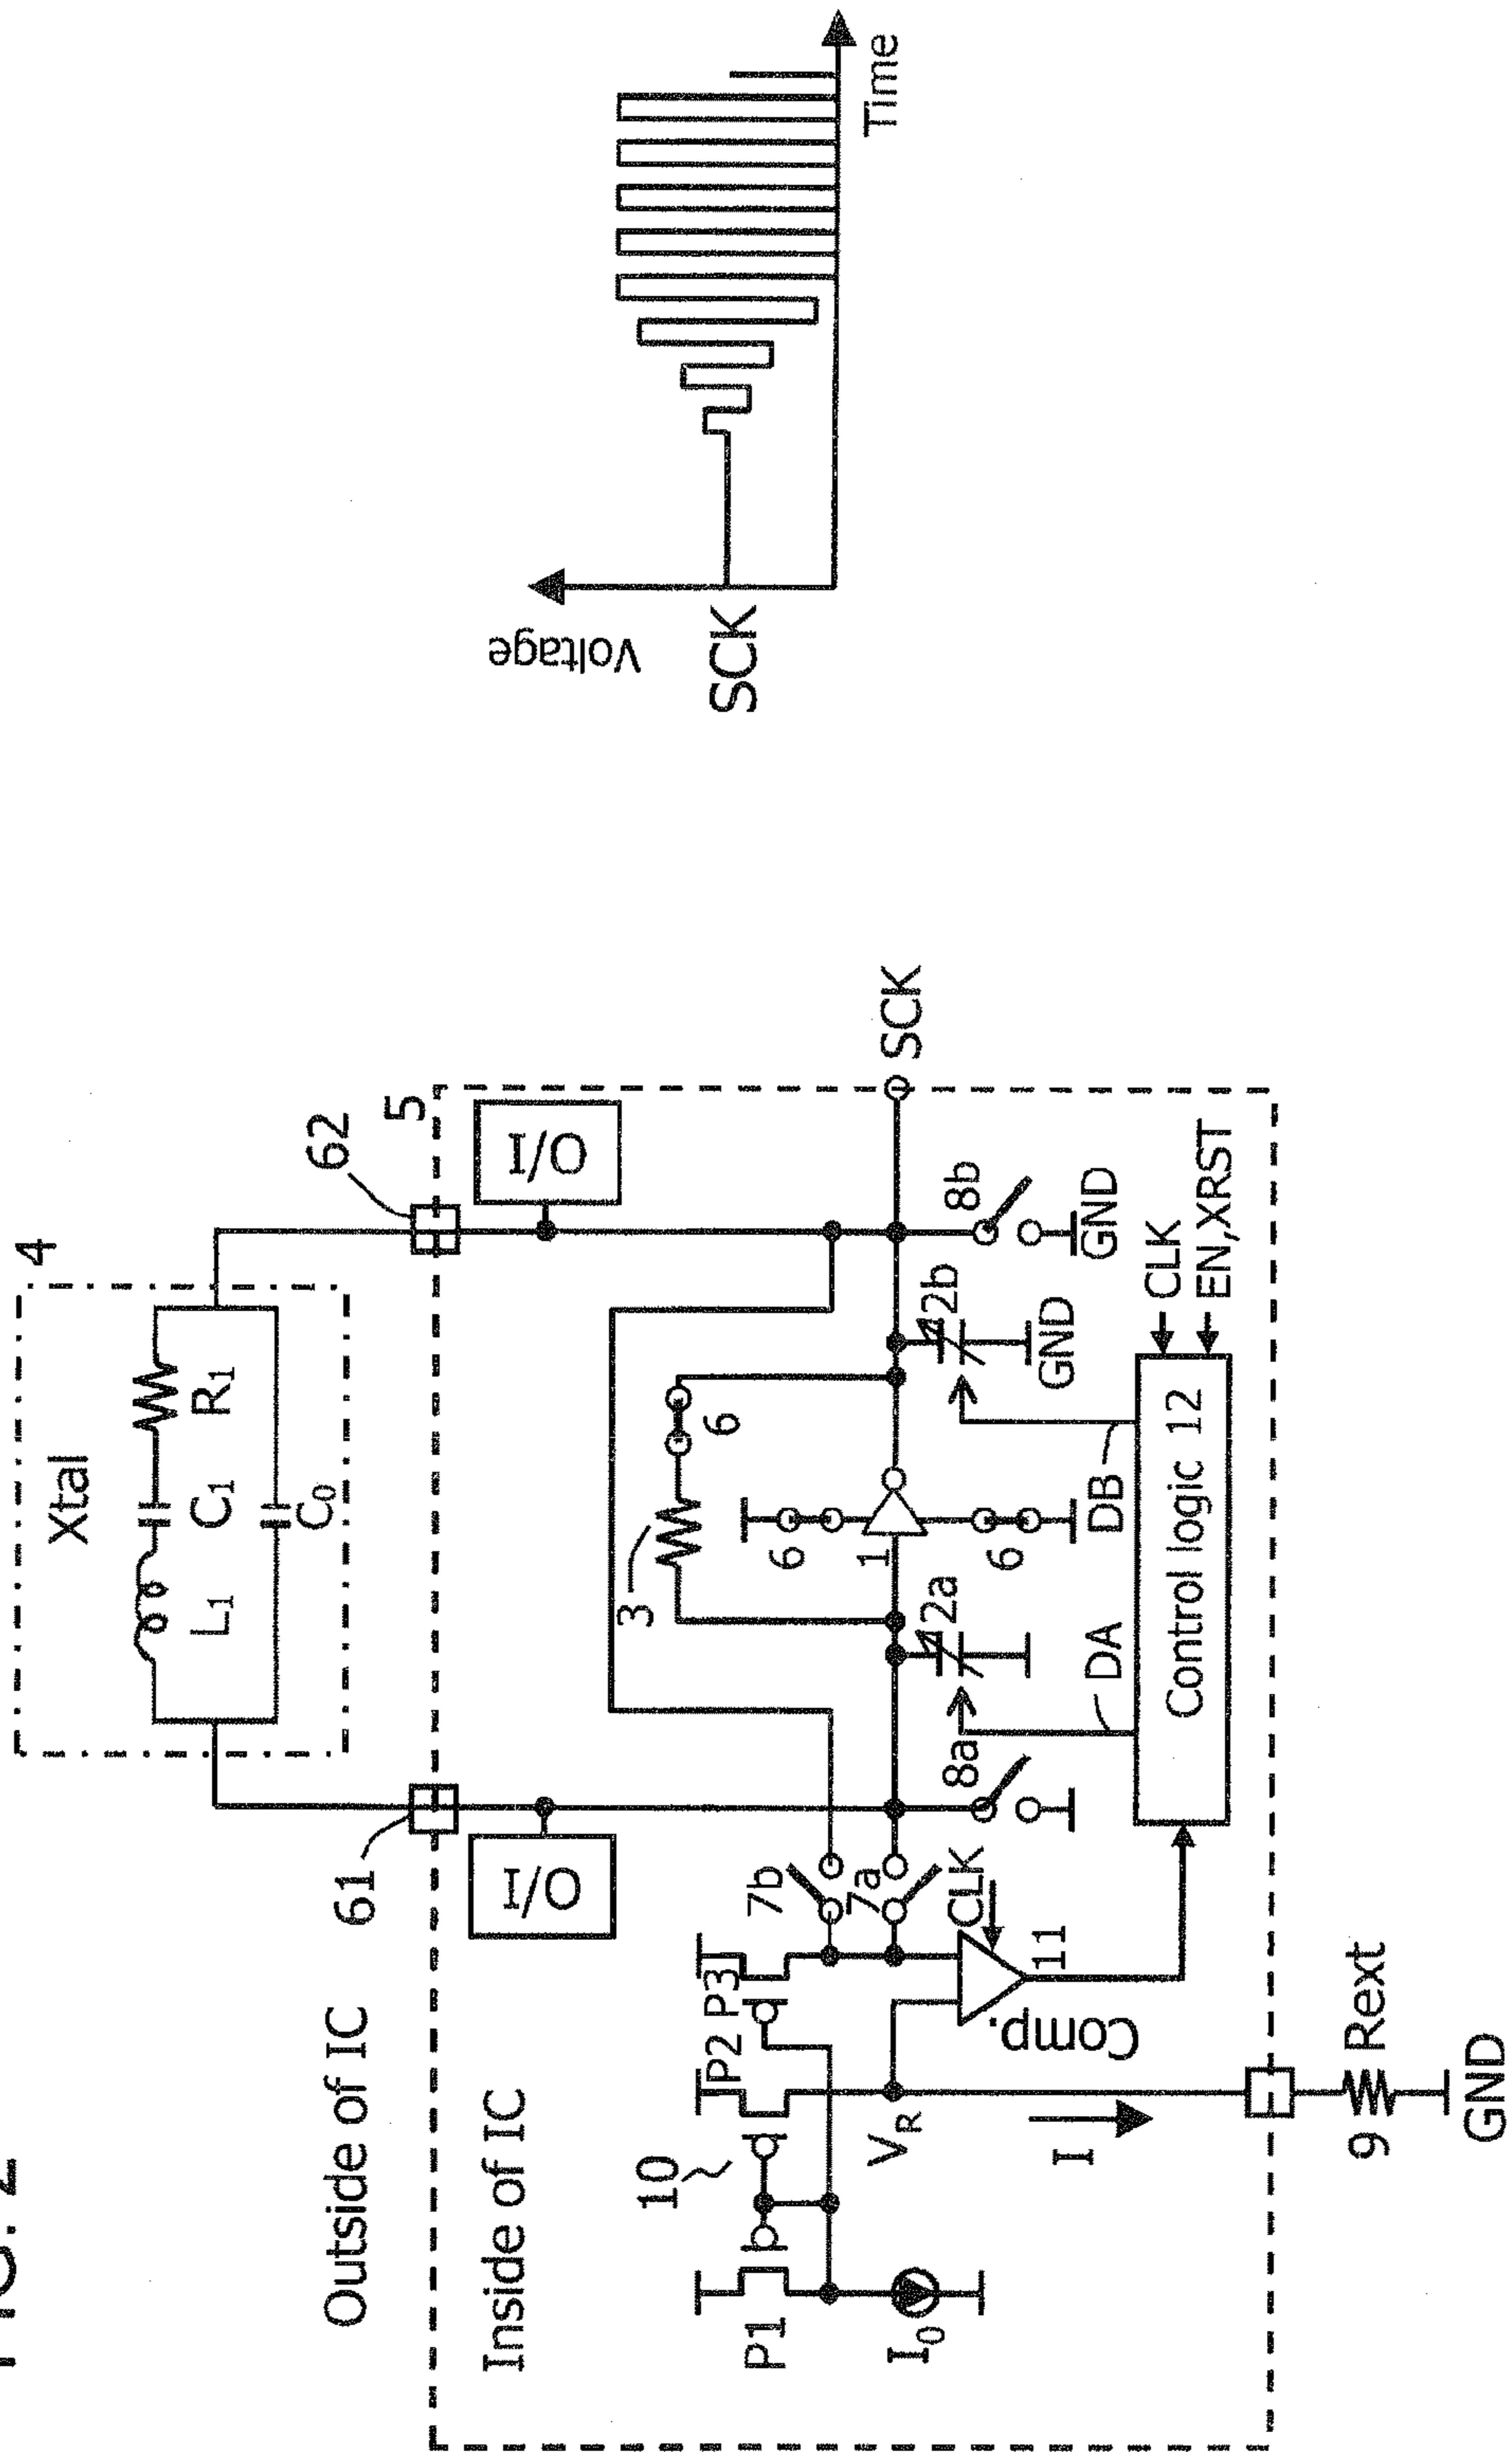 FIG. 2
Outside of IC
Inside of IC
Xtal
4
L1
C1
R1
C0
61
62
5
I/O
I/O
3
6
6
1
6
7b
7a
8a
8b
2a
2b
GND
GND
SCK
10
P1
P2
P3
I0
VR
I
Comp.
11
CLK
DA
DB
Control logic 12
CLK
EN,XRST
9
Rext
GND
Voltage
SCK
Time